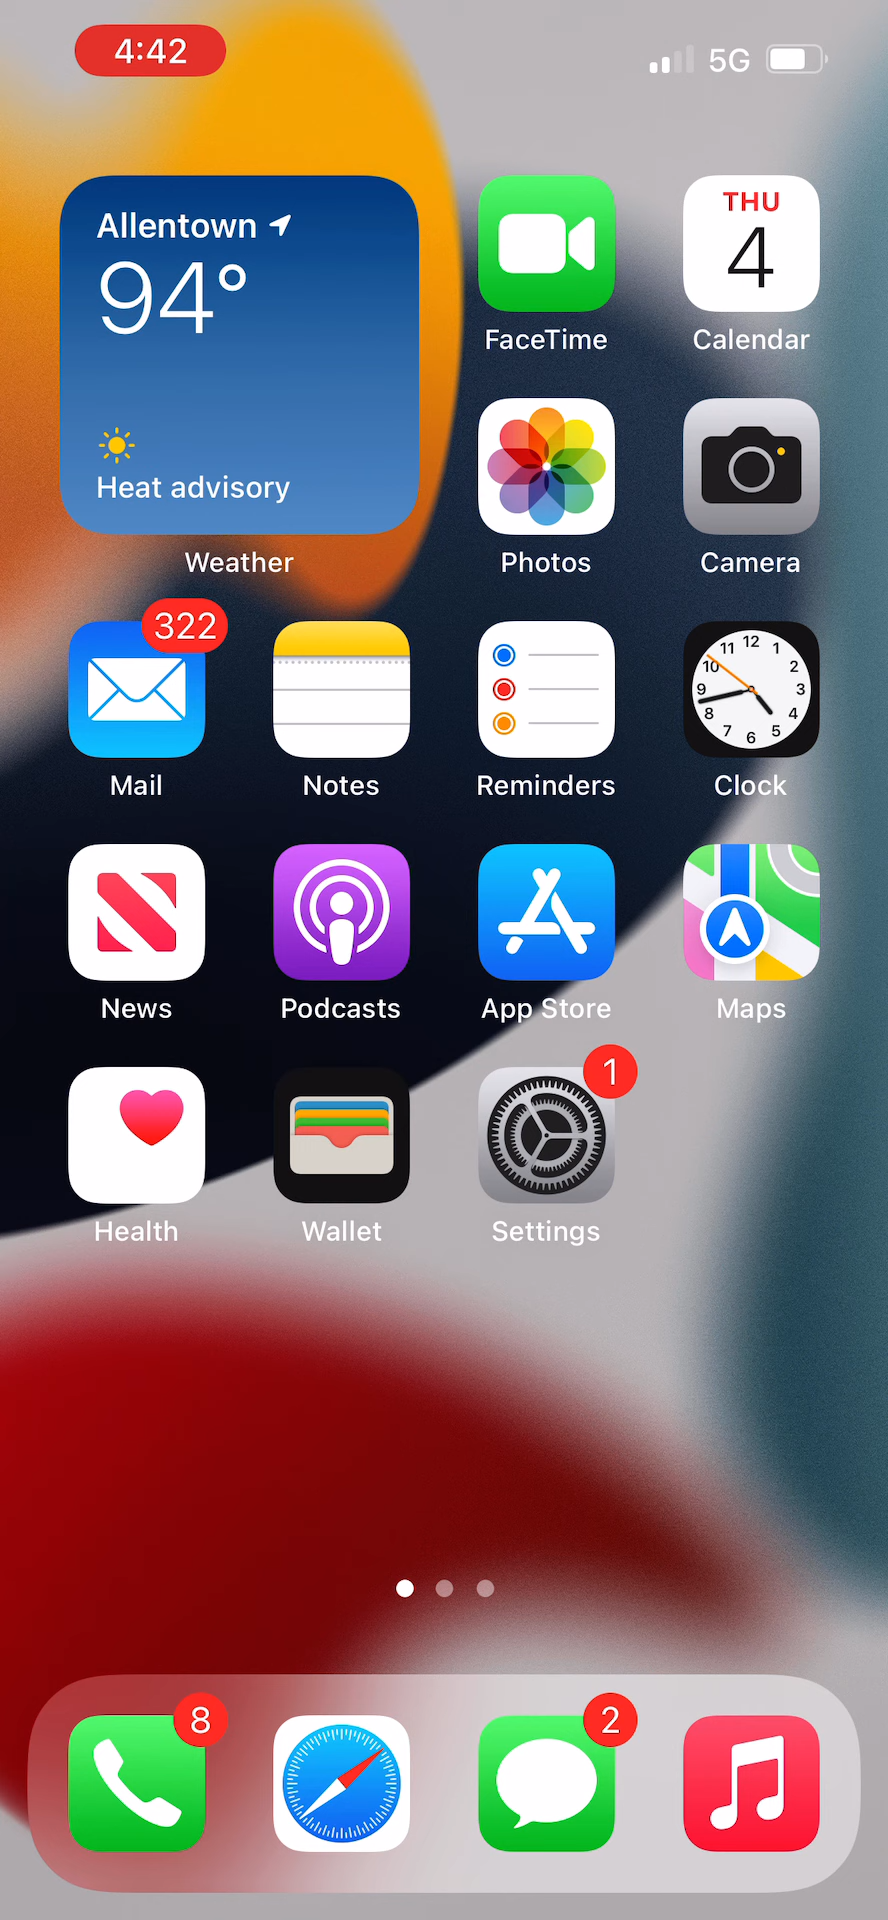 4:42
5G
Allentown
94°
Heat advisory
Weather
FaceTime
THU
4
Calendar
Photos
Camera
322
Mail
Notes
Reminders
12
1
2
3
4
5
6
7
8
9
10
11
Clock
News
Podcasts
App Store
Maps
Health
Wallet
1
Settings
8
2